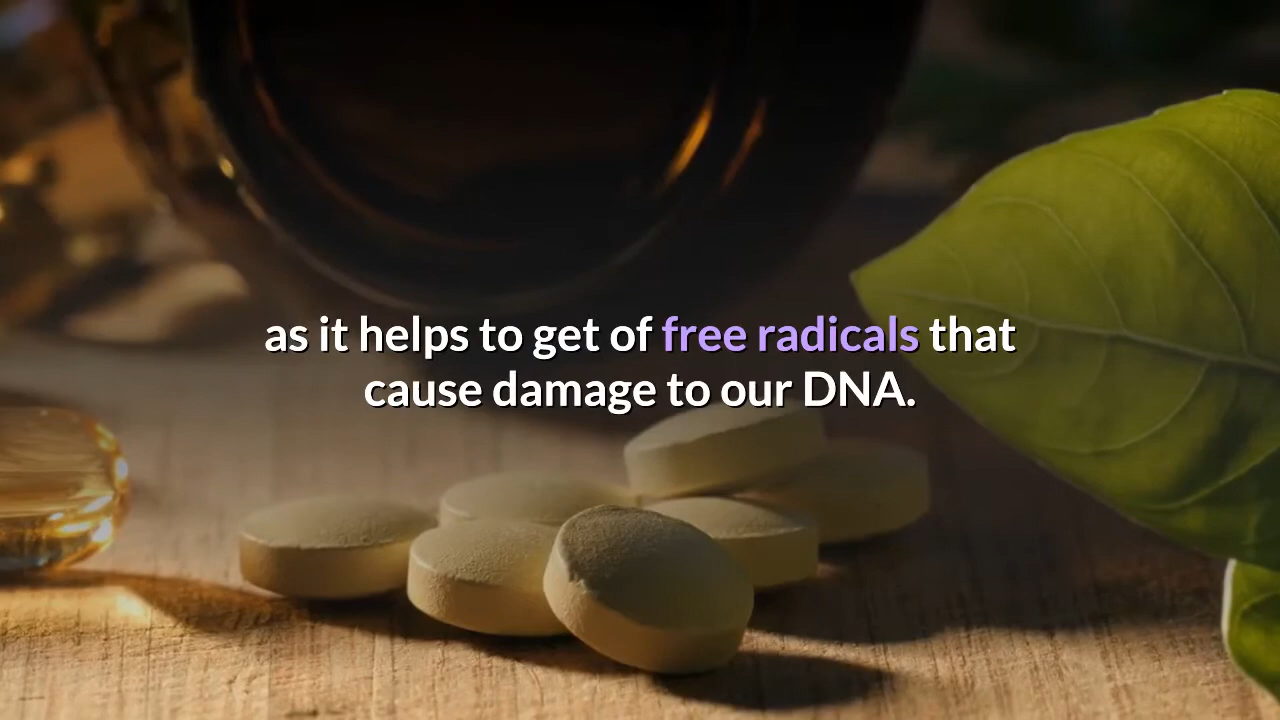 as it helps to get of free radicals that
cause damage to our DNA.